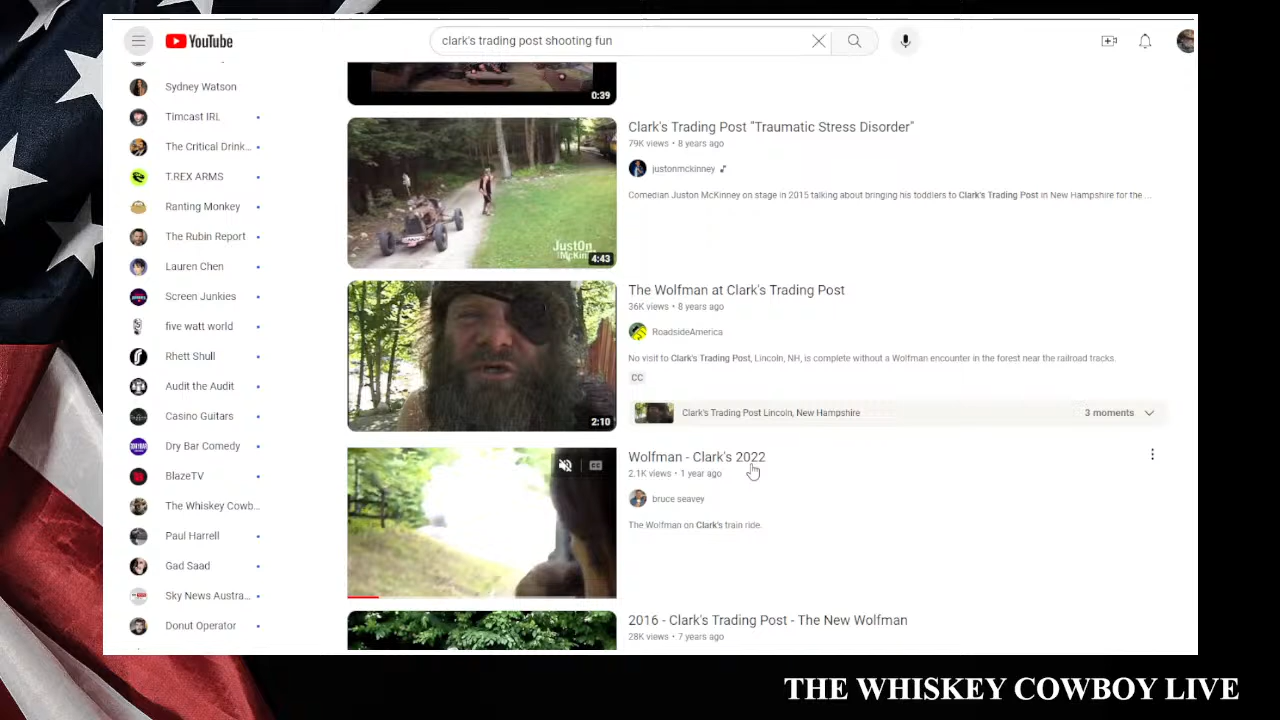 YouTube
clark's trading post shooting fun
Sydney Watson
Timcast IRL
The Critical Drink...
T.REX ARMS
Ranting Monkey
The Rubin Report
Lauren Chen
Screen Junkies
five watt world
Rhett Shull
Audit the Audit
Casino Guitars
Dry Bar Comedy
BlazeTV
The Whiskey Cowb...
Paul Harrell
Gad Saad
Sky News Austra...
Donut Operator
0:39
Clark's Trading Post "Traumatic Stress Disorder"
79K views • 8 years ago
justonmckinney
Comedian Juston McKinney on stage in 2015 talking about bringing his toddlers to Clark's Trading Post in New Hampshire for the ...
4:43
The Wolfman at Clark's Trading Post
36K views • 8 years ago
RoadsideAmerica
No visit to Clark's Trading Post, Lincoln, NH, is complete without a Wolfman encounter in the forest near the railroad tracks.
CC
Clark's Trading Post Lincoln, New Hampshire
3 moments
2:10
CC
Wolfman - Clark's 2022
2.1K views • 1 year ago
bruce seavey
The Wolfman on Clark's train ride.
2016 - Clark's Trading Post - The New Wolfman
28K views • 7 years ago
THE WHISKEY COWBOY LIVE